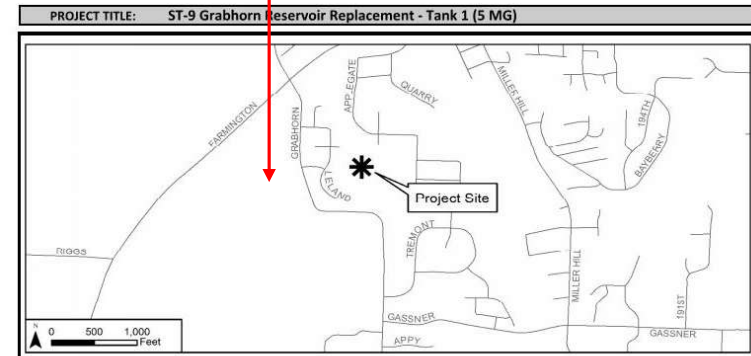 PROJECT TITLE: ST-9 Grabhorn Reservoir Replacement - Tank 1 (5 MG)
FARMINGTON
GRABHORN
APPLEGATE
QUARRY
MILLER HILL
194TH
BAYBERRY
LELAND
Project Site
TREMONT
RIGGS
MILLER HILL
191ST
GASSNER
GASSNER
APPY
N
0 500 1,000
Feet